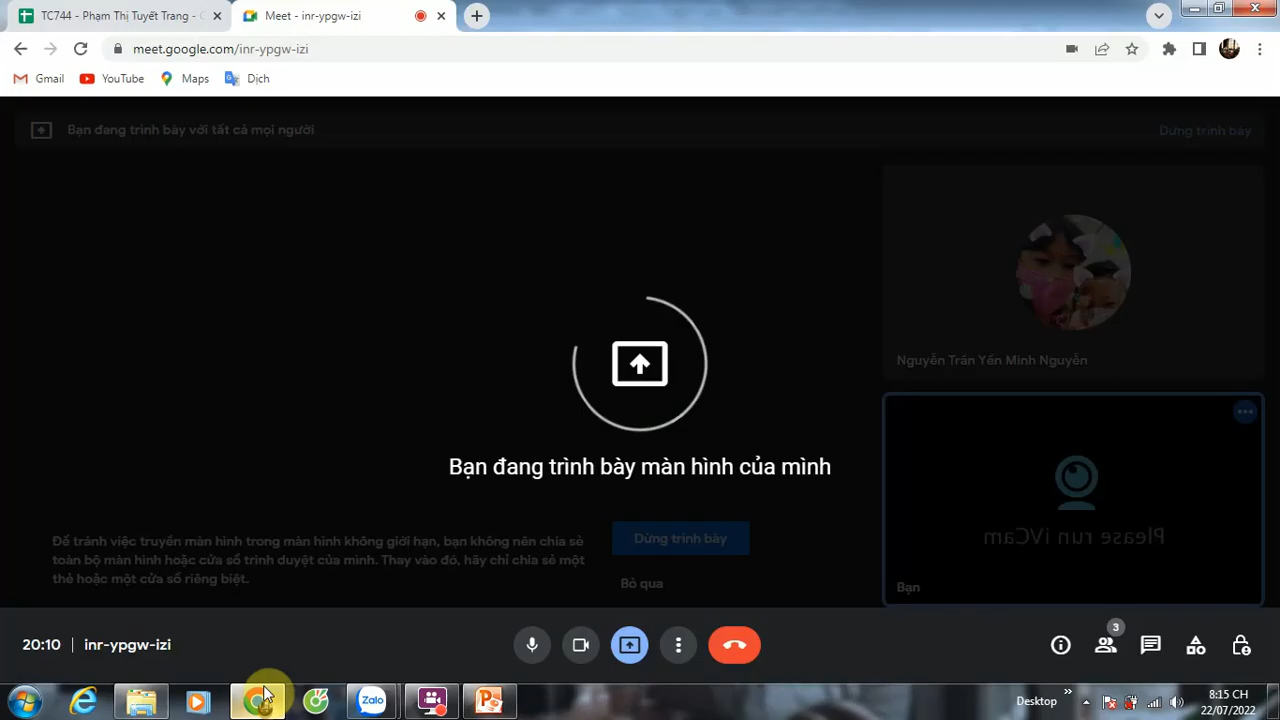 TC744 - Phạm Thị Tuyết Trang -
Meet - inr-ypgw-izi
meet.google.com/inr-ypgw-izi
Gmail
YouTube
Maps
Dịch
Bạn đang trình bày với tất cả mọi người
Dừng trình bày
Nguyễn Trần Yến Minh Nguyễn
Bạn đang trình bày màn hình của mình
Please run iVCam
Để tránh việc truyền màn hình trong màn hình không giới hạn, bạn không nên chia sẻ
toàn bộ màn hình hoặc cửa sổ trình duyệt của mình. Thay vào đó, hãy chỉ chia sẻ một
thẻ hoặc một cửa sổ riêng biệt.
Dừng trình bày
Bỏ qua
Bạn
20:10 | inr-ypgw-izi
3
Zalo
Desktop
8:15 CH
22/07/2022